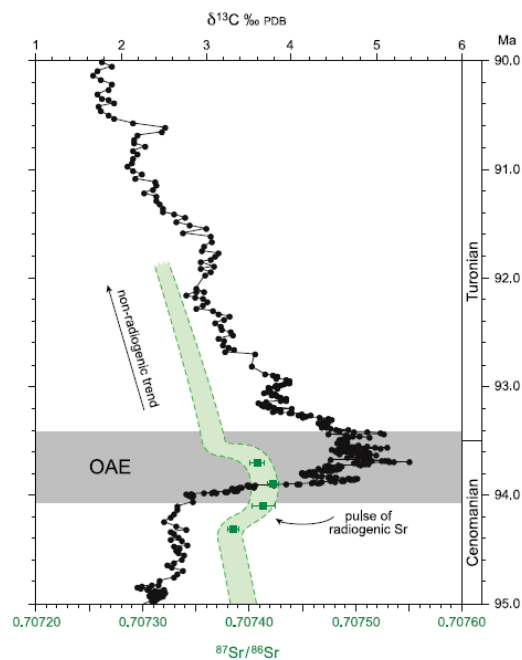 δ¹³C ‰ PDB
1 2 3 4 5 6
Ma
90.0
91.0
92.0
93.0
94.0
95.0
Turonian
Cenomanian
non-radiogenic trend
OAE
pulse of
radiogenic Sr
0.70720 0.70730 0.70740 0.70750 0.70760
⁸⁷Sr/⁸⁶Sr